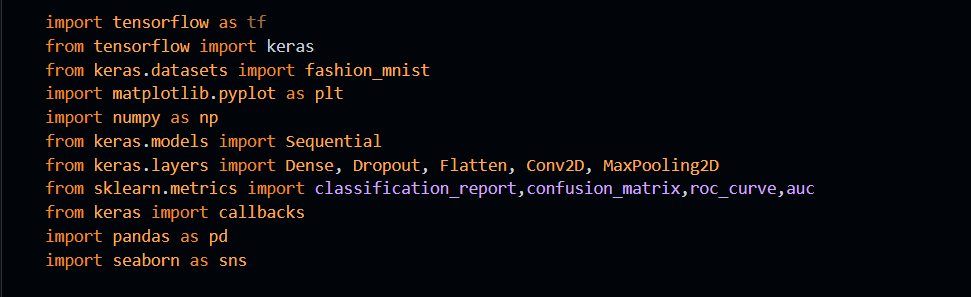 import tensorflow as tf
from tensorflow import keras
from keras.datasets import fashion_mnist
import matplotlib.pyplot as plt
import numpy as np
from keras.models import Sequential
from keras.layers import Dense, Dropout, Flatten, Conv2D, MaxPooling2D
from sklearn.metrics import classification_report,confusion_matrix,roc_curve,auc
from keras import callbacks
import pandas as pd
import seaborn as sns